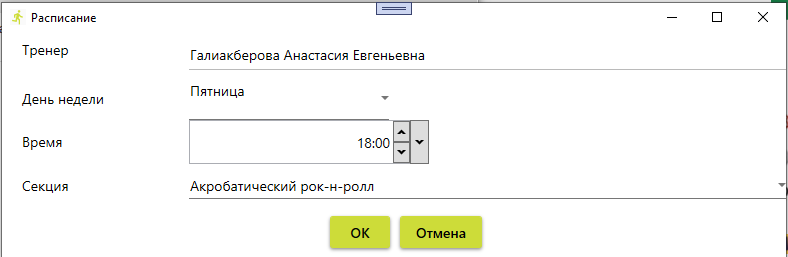 Расписание
Тренер Галиакберова Анастасия Евгеньевна
День недели Пятница
Время 18:00
Секция Акробатический рок-н-ролл
ОК Отмена